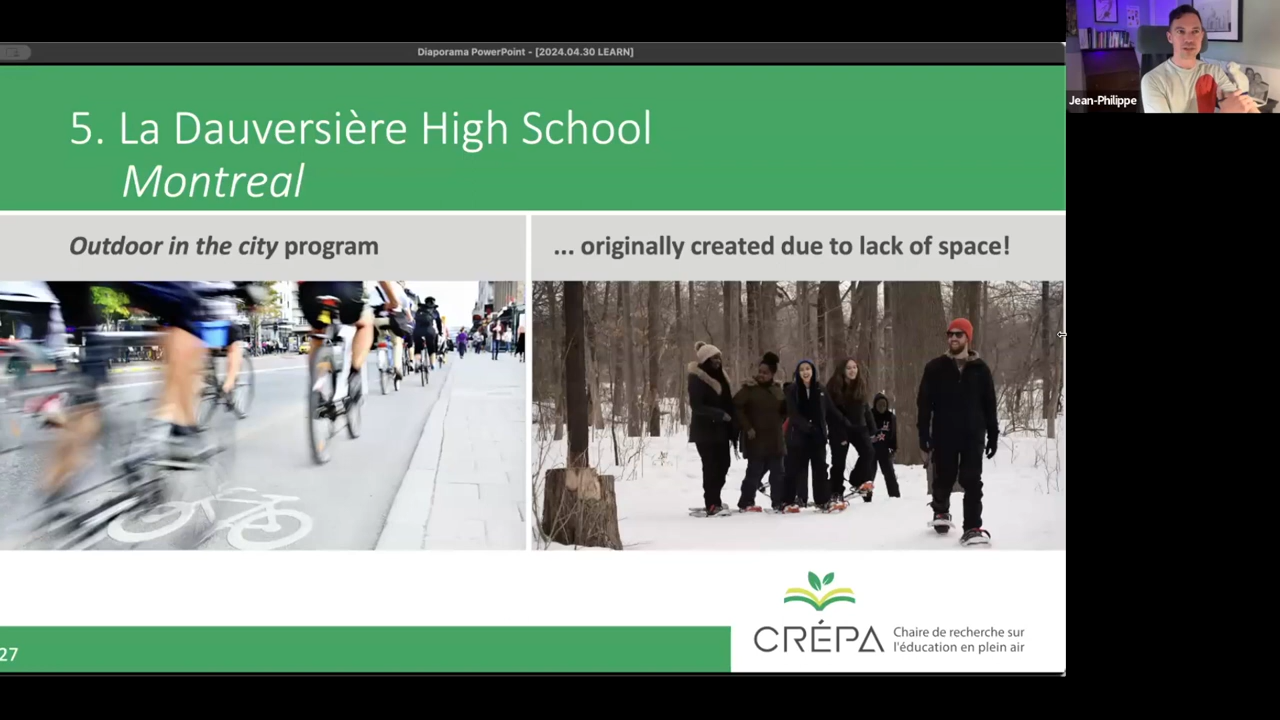 Diaporama PowerPoint - [2024.04.30 LEARN]
Jean-Philippe
5. La Dauversière High School
Montreal
Outdoor in the city program
... originally created due to lack of space!
CRÉPA
Chaire de recherche sur
l'éducation en plein air
27